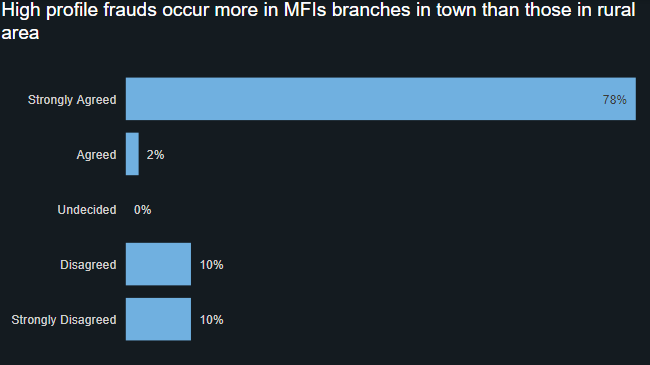 High profile frauds occur more in MFIs branches in town than those in rural
area
Strongly Agreed 78%
Agreed 2%
Undecided 0%
Disagreed 10%
Strongly Disagreed 10%